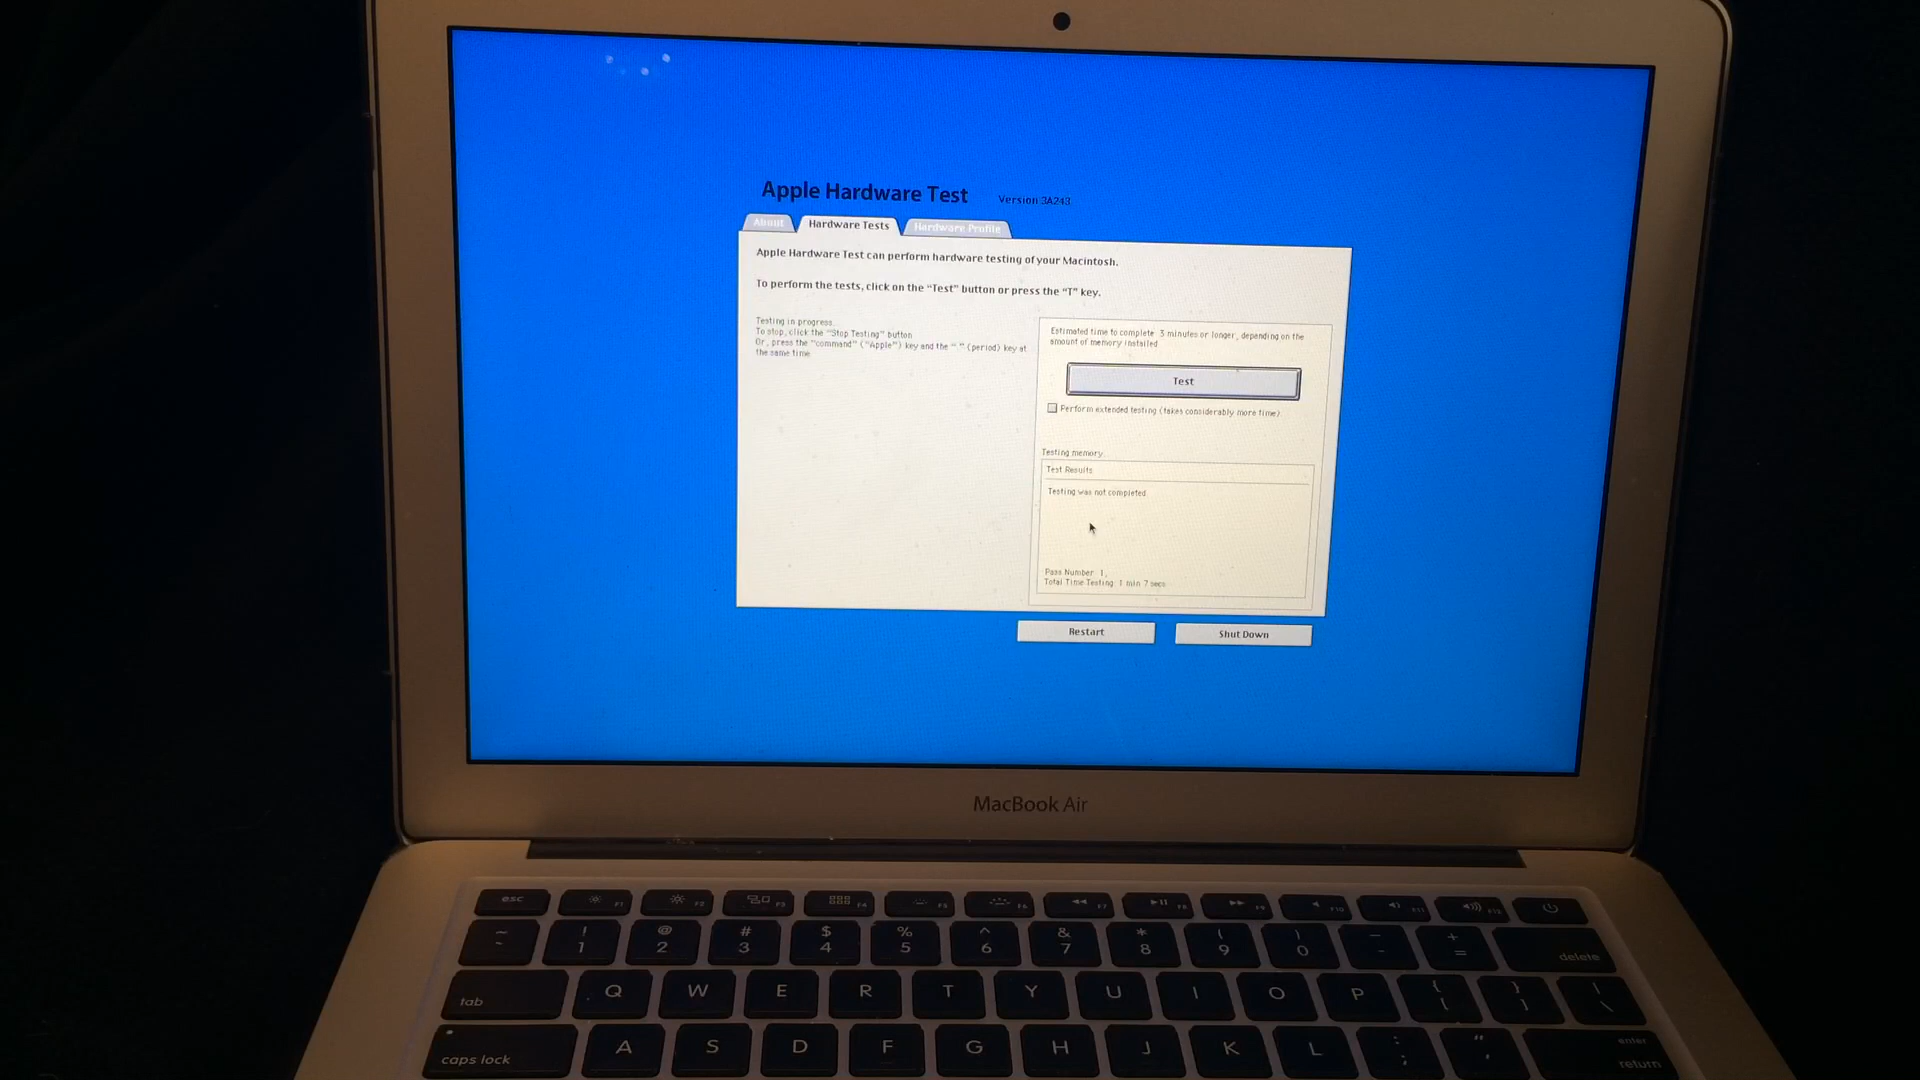 Apple Hardware Test Version 3A243
About Hardware Tests Hardware Profile
Apple Hardware Test can perform hardware testing of your Macintosh.
To perform the tests, click on the "Test" button or press the "T" key.
Testing in progress.
To stop, click the "Stop Testing" button
Or, press the "command" ("Apple") key and the "." (period) key at
the same time
Estimated time to complete 3 minutes or longer, depending on the
amount of memory installed
Test
Perform extended testing (takes considerably more time)
Testing memory.
Test Results
Testing was not completed
Pass Number 1,
Total Time Testing: 1 min 7 secs
Restart Shut Down
MacBook Air
esc F1 F2 F3 F4 F5 F6 F7 F8 F9 F10 F11 F12
~ ! @ # $ % ^ & * ( ) – +
` 1 2 3 4 5 6 7 8 9 0 - =
delete
tab Q W E R T Y U I O P { [ } ] | \
caps lock A S D F G H J K L : ; " ' enter
return